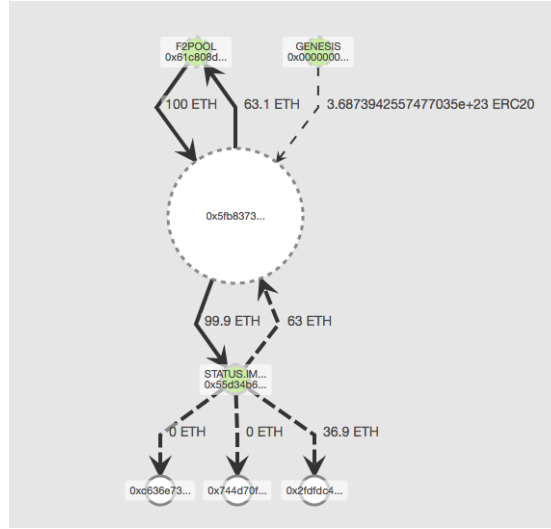 F2POOL
0x61c808d...
GENESIS
0x0000000...
100 ETH
63.1 ETH
3.6873942557477035e+23 ERC20
0x5fb8373...
99.9 ETH
63 ETH
STATUS.IM...
0x55d34b6...
0 ETH
0 ETH
36.9 ETH
0xc636e73...
0x744d70f...
0x2fdfdc4...